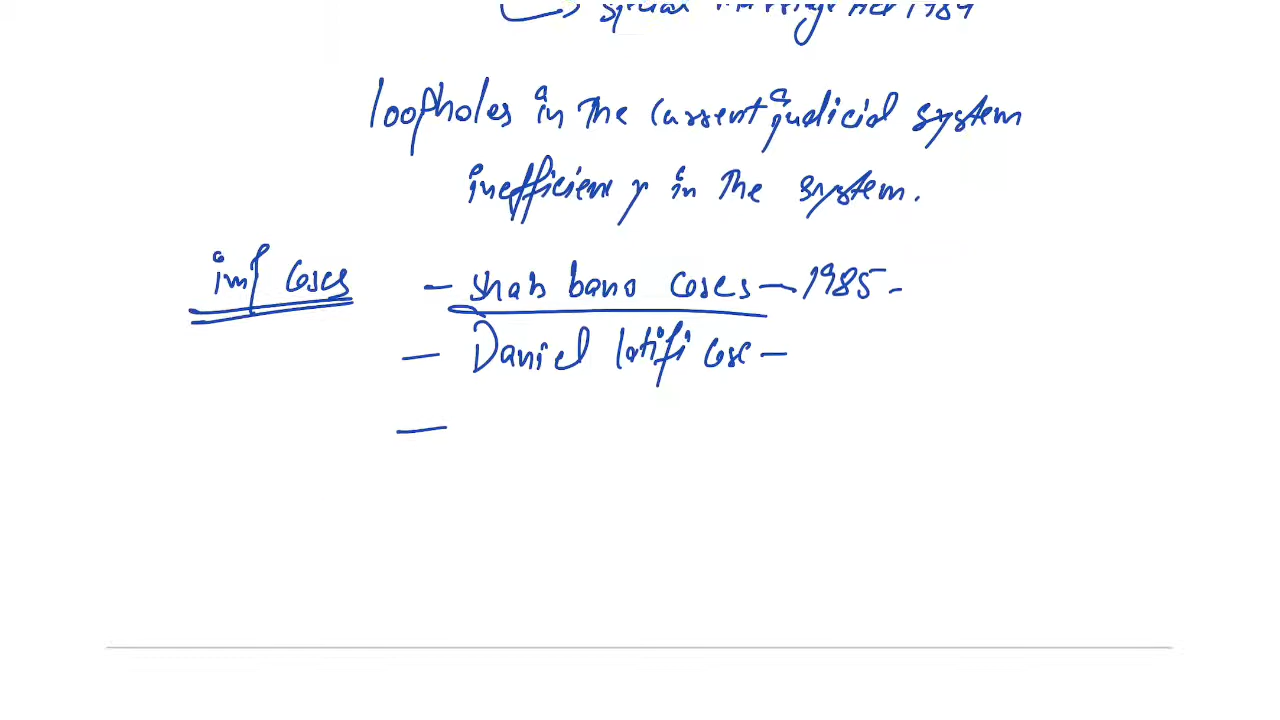 Special Marriage Act 1954
loopholes in the current judicial system
inefficiency in the system.
imp cases - shah bano cases - 1985 -
- Daniel latifi case -
-